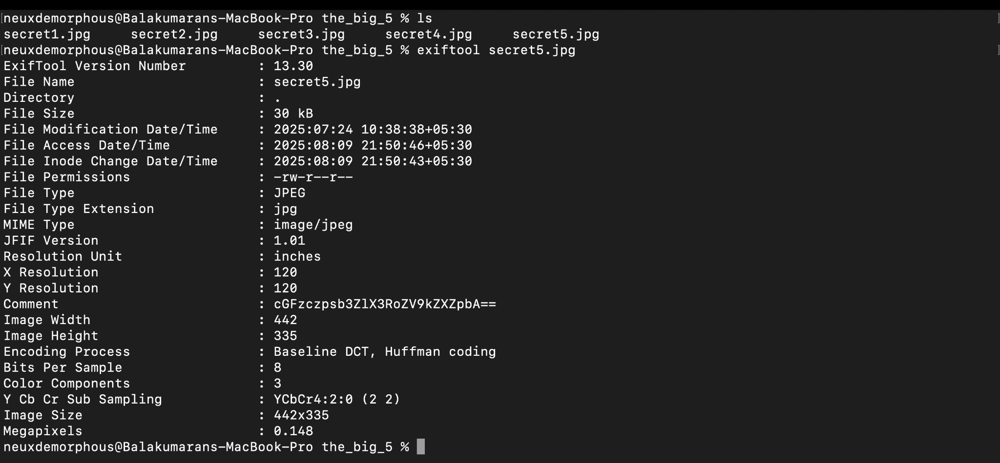 [neuxdemorphous@Balakumarans-MacBook-Pro the_big_5 % ls ]
secret1.jpg secret2.jpg secret3.jpg secret4.jpg secret5.jpg
[neuxdemorphous@Balakumarans-MacBook-Pro the_big_5 % exiftool secret5.jpg ]
ExifTool Version Number : 13.30
File Name : secret5.jpg
Directory : .
File Size : 30 kB
File Modification Date/Time : 2025:07:24 10:38:38+05:30
File Access Date/Time : 2025:08:09 21:50:46+05:30
File Inode Change Date/Time : 2025:08:09 21:50:43+05:30
File Permissions : -rw-r--r--
File Type : JPEG
File Type Extension : jpg
MIME Type : image/jpeg
JFIF Version : 1.01
Resolution Unit : inches
X Resolution : 120
Y Resolution : 120
Comment : cGFzczpsb3ZlX3RoZV9kZXZpbA==
Image Width : 442
Image Height : 335
Encoding Process : Baseline DCT, Huffman coding
Bits Per Sample : 8
Color Components : 3
Y Cb Cr Sub Sampling : YCbCr4:2:0 (2 2)
Image Size : 442x335
Megapixels : 0.148
neuxdemorphous@Balakumarans-MacBook-Pro the_big_5 %